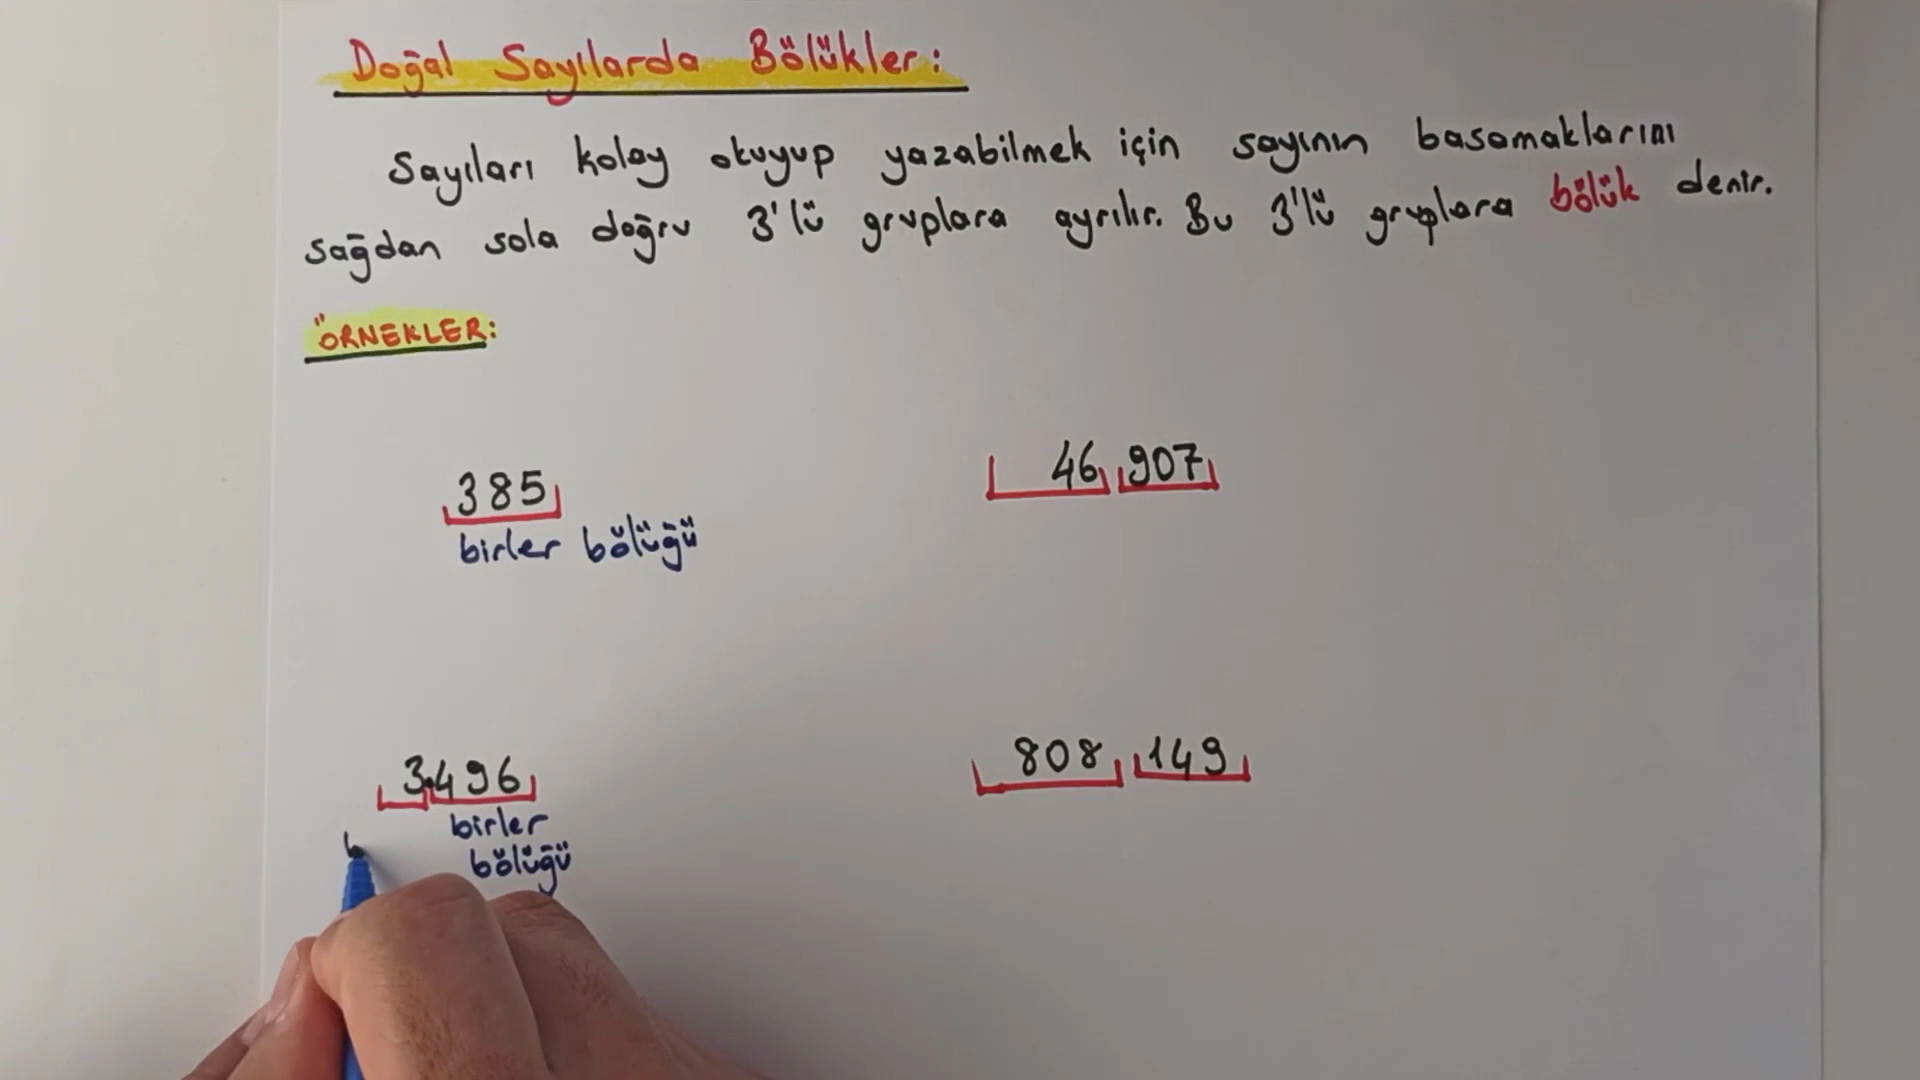 Doğal Sayılarda Bölükler:
Sayıları kolay okuyup yazabilmek için sayının basamaklarını
sağdan sola doğru 3'lü gruplara ayrılır. Bu 3'lü gruplara bölük denir.
ÖRNEKLER:
385
birler bölüğü
46 907
3.496
birler
bölüğü
b
808 149